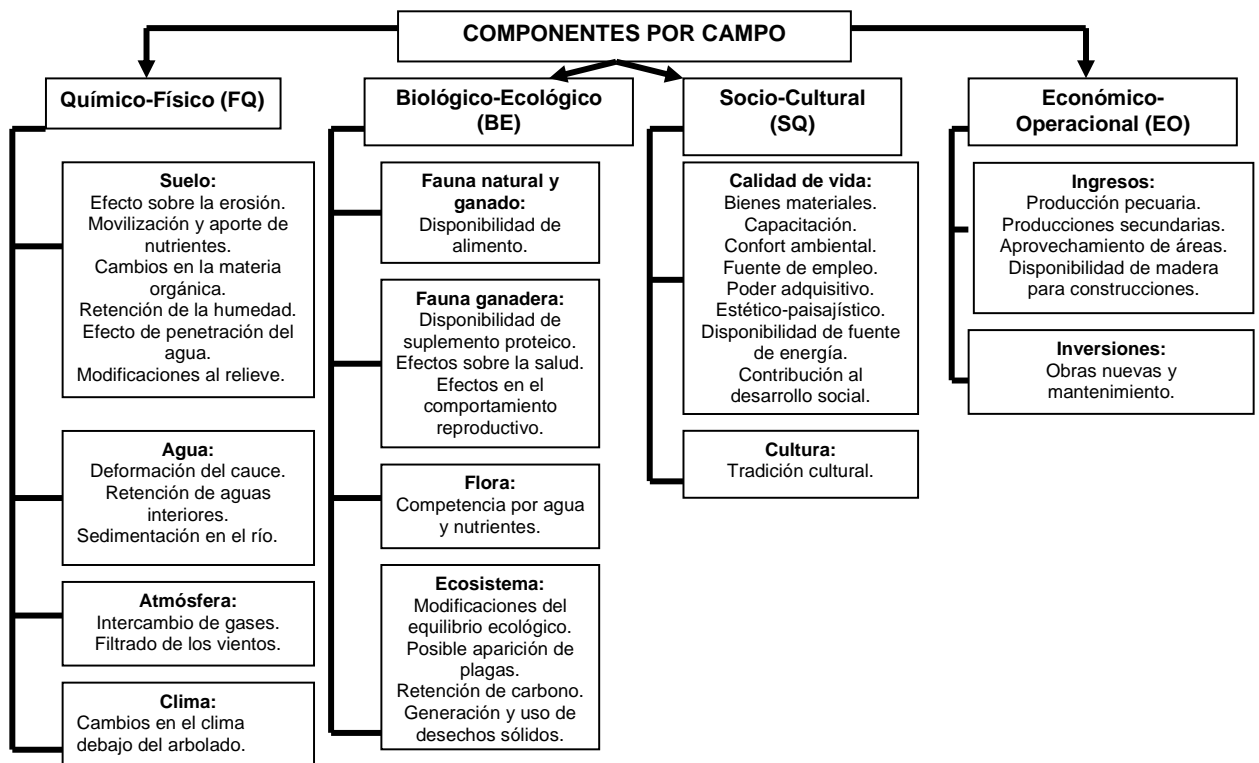 COMPONENTES POR CAMPO
Químico-Físico (FQ)
Suelo:
Efecto sobre la erosión.
Movilización y aporte de
nutrientes.
Cambios en la materia
orgánica.
Retención de la humedad.
Efecto de penetración del
agua.
Modificaciones al relieve.
Agua:
Deformación del cauce.
Retención de aguas
interiores.
Sedimentación en el río.
Atmósfera:
Intercambio de gases.
Filtrado de los vientos.
Clima:
Cambios en el clima
debajo del arbolado.
Biológico-Ecológico
(BE)
Fauna natural y
ganado:
Disponibilidad de
alimento.
Fauna ganadera:
Disponibilidad de
suplemento proteico.
Efectos sobre la salud.
Efectos en el
comportamiento
reproductivo.
Flora:
Competencia por agua
y nutrientes.
Ecosistema:
Modificaciones del
equilibrio ecológico.
Posible aparición de
plagas.
Retención de carbono.
Generación y uso de
desechos sólidos.
Socio-Cultural
(SQ)
Calidad de vida:
Bienes materiales.
Capacitación.
Confort ambiental.
Fuente de empleo.
Poder adquisitivo.
Estético-paisajístico.
Disponibilidad de fuente
de energía.
Contribución al
desarrollo social.
Cultura:
Tradición cultural.
Económico-
Operacional (EO)
Ingresos:
Producción pecuaria.
Producciones secundarias.
Aprovechamiento de áreas.
Disponibilidad de madera
para construcciones.
Inversiones:
Obras nuevas y
mantenimiento.